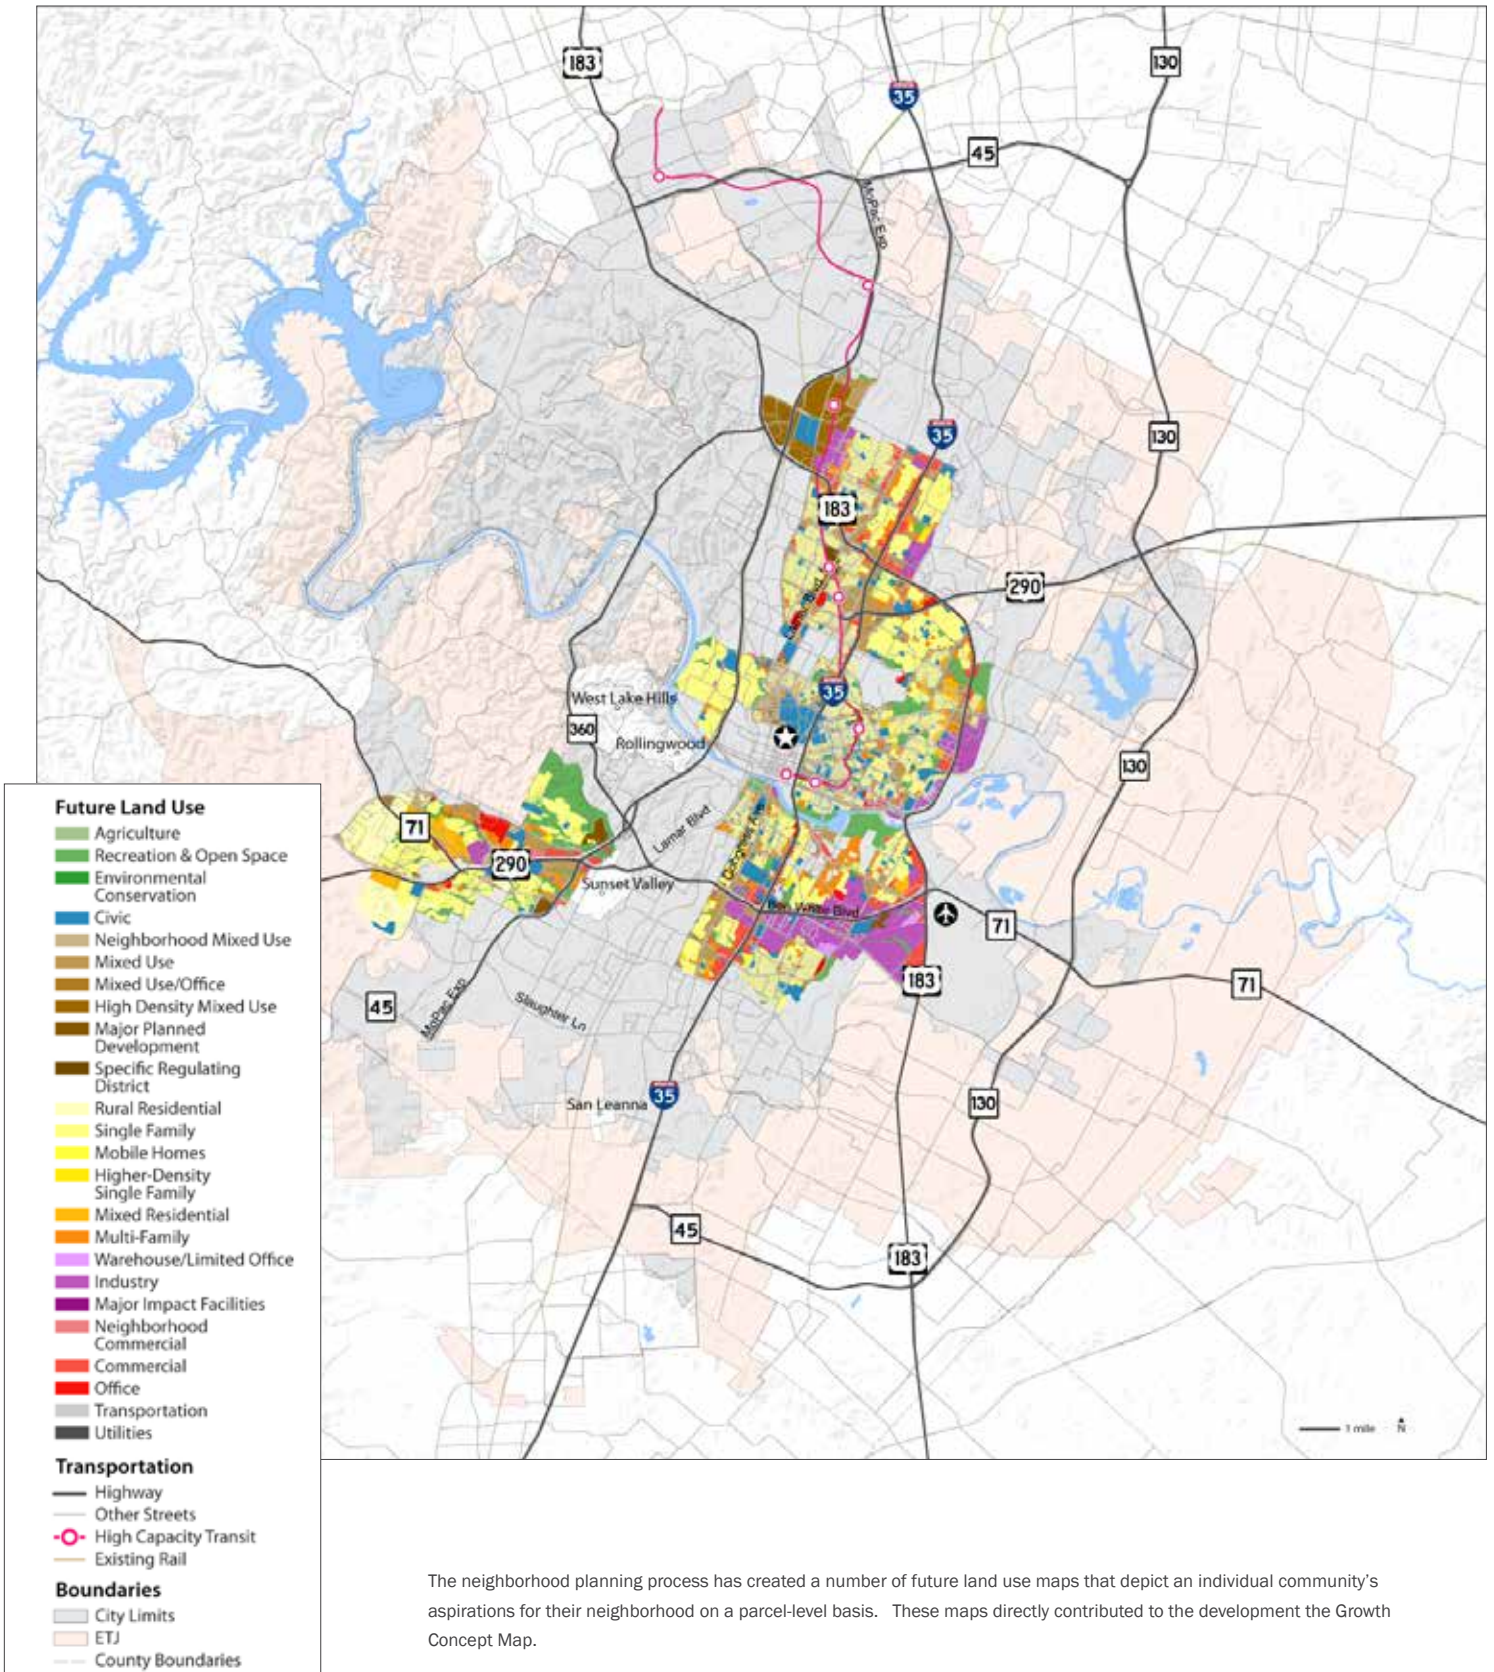 183
35
130
45
MoPac Exp
35
130
183
290
Lamar Blvd
35
West Lake Hills
360
Rollingwood
130
71
290
Lamar Blvd
Congress Ave
Sunset Valley
Ben White Blvd
71
183
71
45
MoPac Exp
Slaughter Ln
San Leanna
35
130
45
183
1 mile
N
Future Land Use
Agriculture
Recreation & Open Space
Environmental
Conservation
Civic
Neighborhood Mixed Use
Mixed Use
Mixed Use/Office
High Density Mixed Use
Major Planned
Development
Specific Regulating
District
Rural Residential
Single Family
Mobile Homes
Higher-Density
Single Family
Mixed Residential
Multi-Family
Warehouse/Limited Office
Industry
Major Impact Facilities
Neighborhood
Commercial
Commercial
Office
Transportation
Utilities
Transportation
Highway
Other Streets
High Capacity Transit
Existing Rail
Boundaries
City Limits
ETJ
County Boundaries
The neighborhood planning process has created a number of future land use maps that depict an individual community's
aspirations for their neighborhood on a parcel-level basis. These maps directly contributed to the development the Growth
Concept Map.